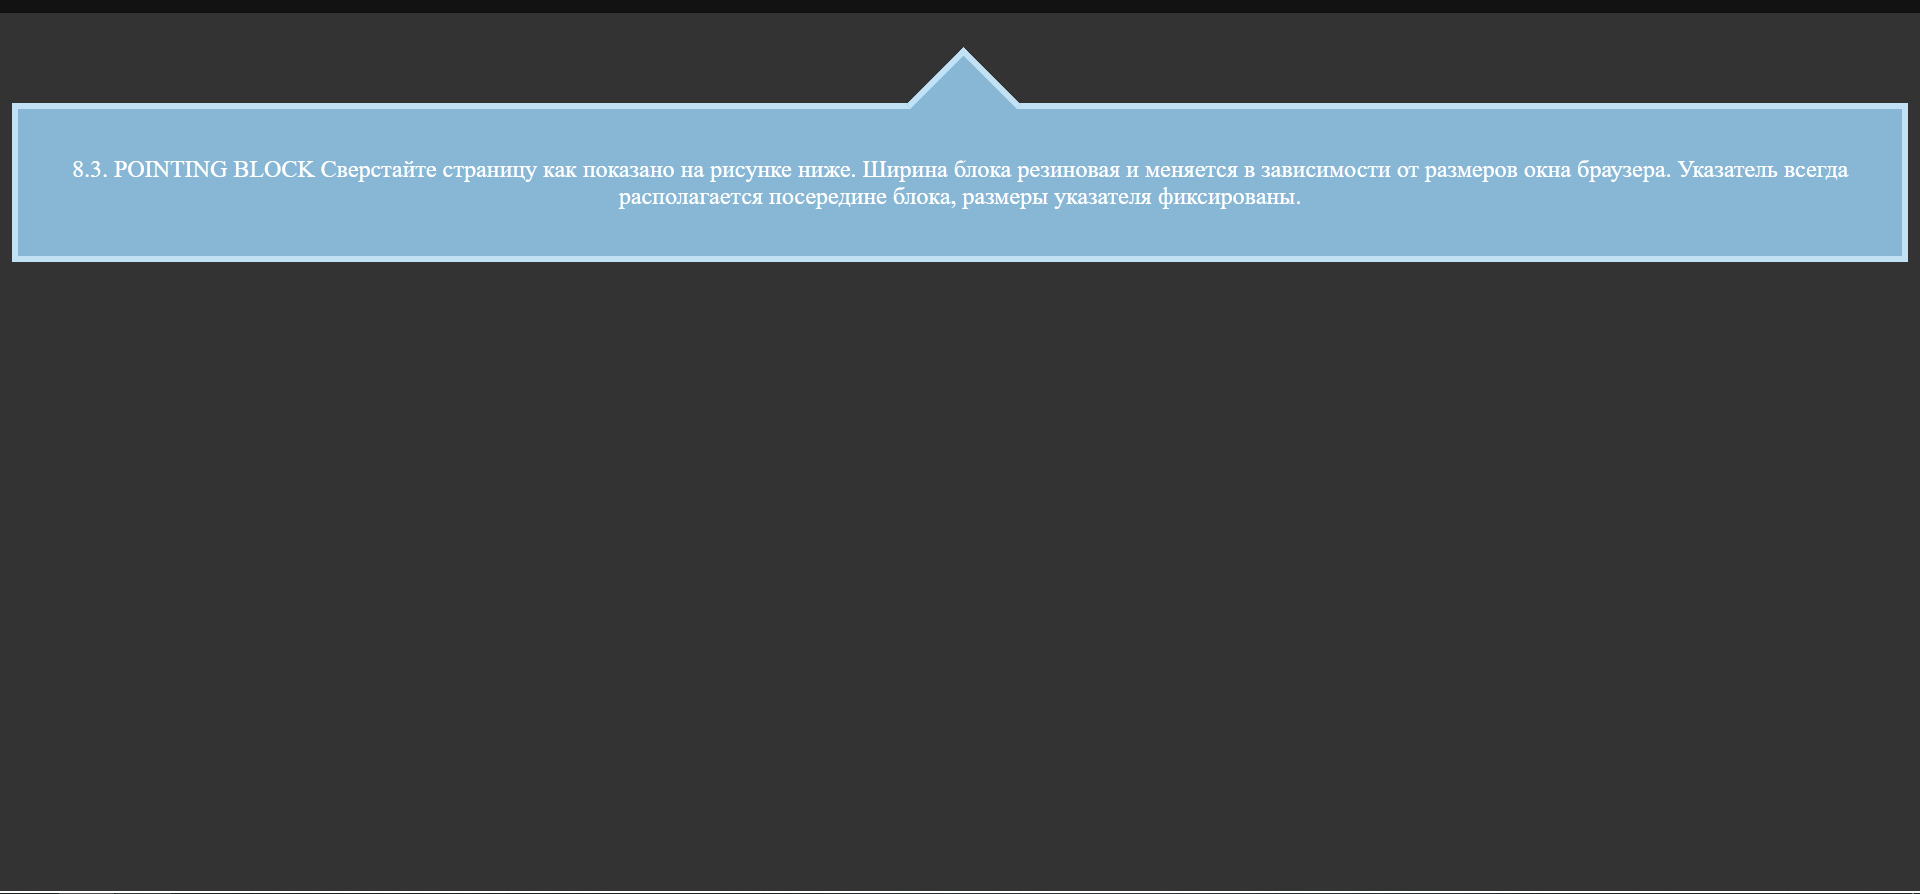 8.3. POINTING BLOCK Сверстайте страницу как показано на рисунке ниже. Ширина блока резиновая и меняется в зависимости от размеров окна браузера. Указатель всегда
располагается посередине блока, размеры указателя фиксированы.